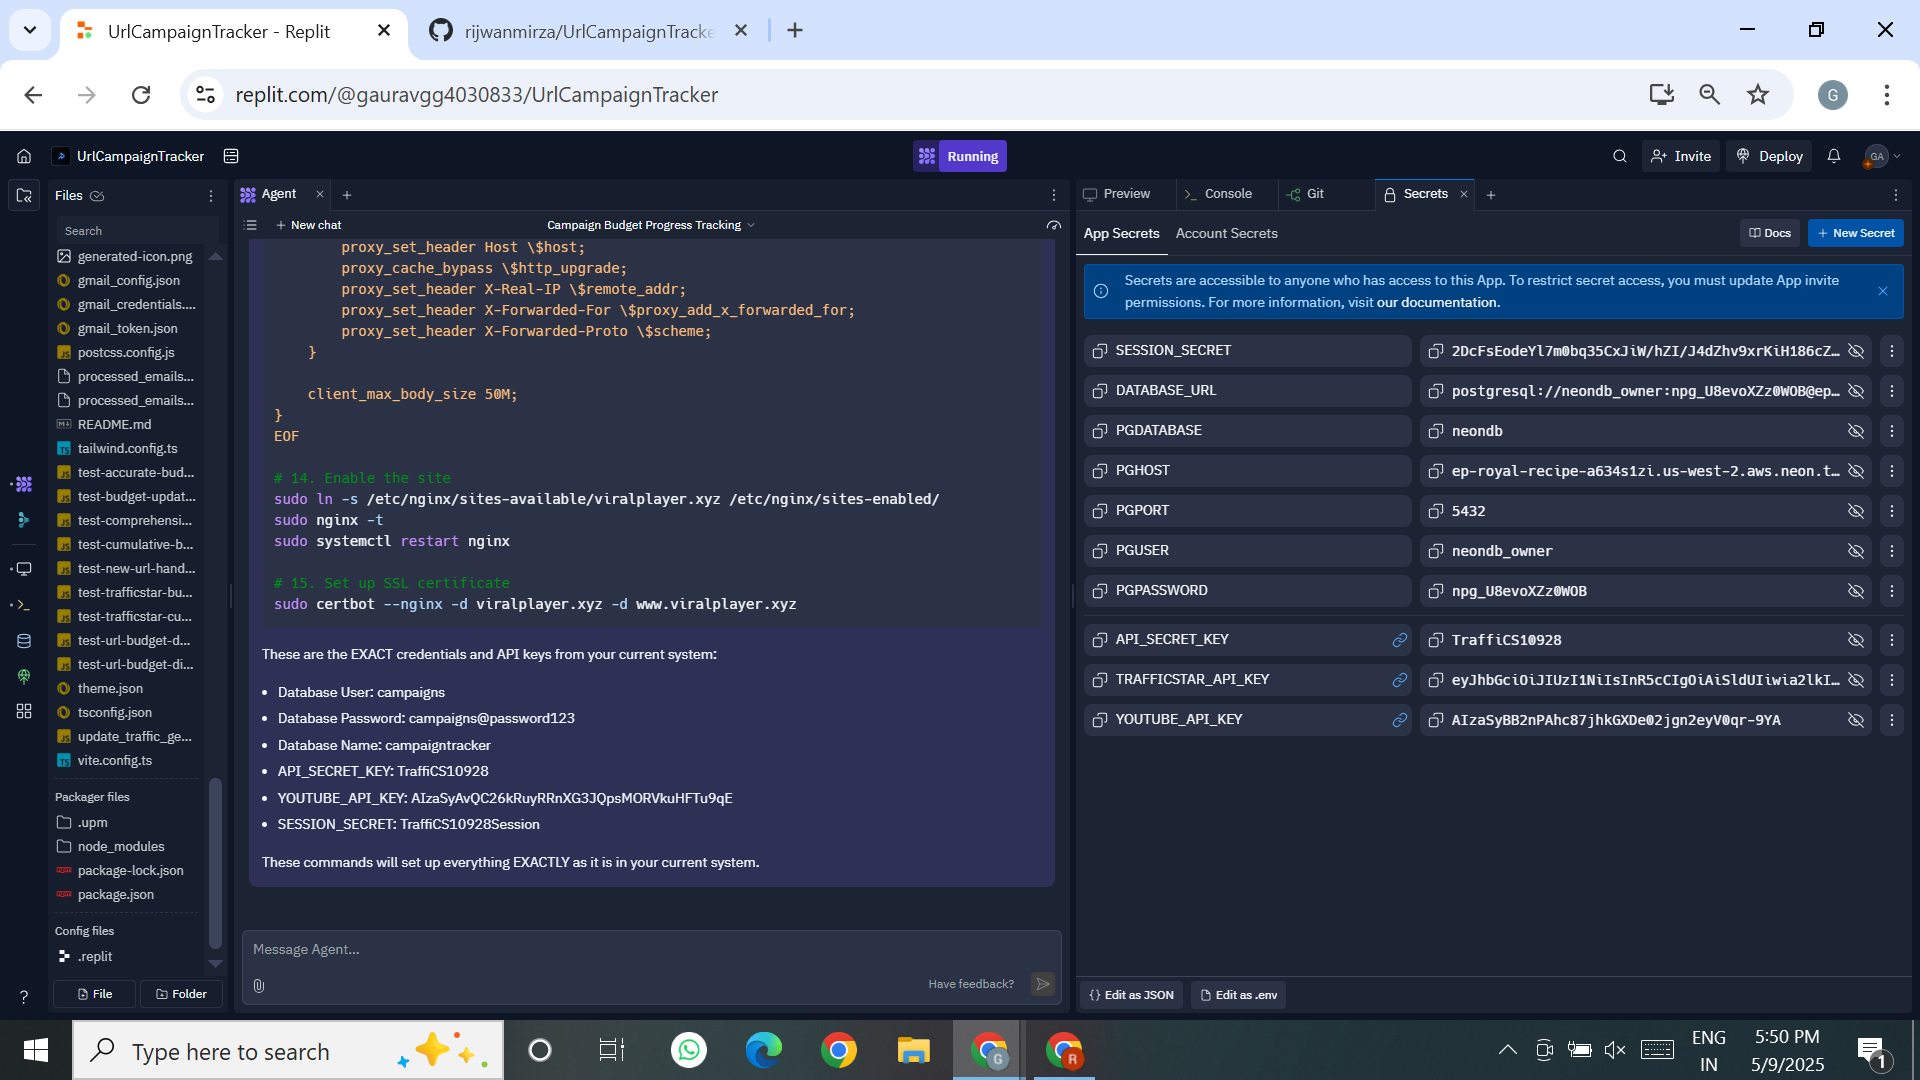 UrlCampaignTracker - Replit
rijwanmirza/UrlCampaignTracke
replit.com/@gauravgg4030833/UrlCampaignTracker
G
UrlCampaignTracker
Running
Invite
Deploy
GA
Files
Search
generated-icon.png
gmail_config.json
gmail_credentials....
gmail_token.json
postcss.config.js
processed_emails...
processed_emails...
README.md
tailwind.config.ts
test-accurate-bud...
test-budget-updat...
test-comprehensi...
test-cumulative-b...
test-new-url-hand...
test-trafficstar-bu...
test-trafficstar-cu...
test-url-budget-d...
test-url-budget-di...
theme.json
tsconfig.json
update_traffic_ge...
vite.config.ts
Packager files
.upm
node_modules
package-lock.json
package.json
Config files
.replit
File
Folder
Agent
New chat
Campaign Budget Progress Tracking
proxy_set_header Host \$host;
proxy_cache_bypass \$http_upgrade;
proxy_set_header X-Real-IP \$remote_addr;
proxy_set_header X-Forwarded-For \$proxy_add_x_forwarded_for;
proxy_set_header X-Forwarded-Proto \$scheme;
}
client_max_body_size 50M;
}
EOF
# 14. Enable the site
sudo ln -s /etc/nginx/sites-available/viralplayer.xyz /etc/nginx/sites-enabled/
sudo nginx -t
sudo systemctl restart nginx
# 15. Set up SSL certificate
sudo certbot --nginx -d viralplayer.xyz -d www.viralplayer.xyz
These are the EXACT credentials and API keys from your current system:
• Database User: campaigns
• Database Password: campaigns@password123
• Database Name: campaigntracker
• API_SECRET_KEY: TraffiCS10928
• YOUTUBE_API_KEY: AIzaSyAvQC26kRuyRRnXG3JQpsMORVkuHFTu9qE
• SESSION_SECRET: TraffiCS10928Session
These commands will set up everything EXACTLY as it is in your current system.
Message Agent...
Have feedback?
Preview
Console
Git
Secrets
App Secrets
Account Secrets
Docs
New Secret
Secrets are accessible to anyone who has access to this App. To restrict secret access, you must update App invite
permissions. For more information, visit our documentation.
SESSION_SECRET
2DcFsEodeYl7m0bq35CxJiW/hZI/J4dZhv9xrKiH186cZ...
DATABASE_URL
postgresql://neondb_owner:npg_U8evoXZz0WOB@ep...
PGDATABASE
neondb
PGHOST
ep-royal-recipe-a634s1zi.us-west-2.aws.neon.t...
PGPORT
5432
PGUSER
neondb_owner
PGPASSWORD
npg_U8evoXZz0WOB
API_SECRET_KEY
TraffiCS10928
TRAFFICSTAR_API_KEY
eyJhbGciOiJIUzI1NiIsInR5cCIgOiAiSldUIiwia2lkI...
YOUTUBE_API_KEY
AIzaSyBB2nPAhc87jhkGXDe02jgn2eyV0qr-9YA
{} Edit as JSON
Edit as .env
Type here to search
ENG
IN
5:50 PM
5/9/2025
1